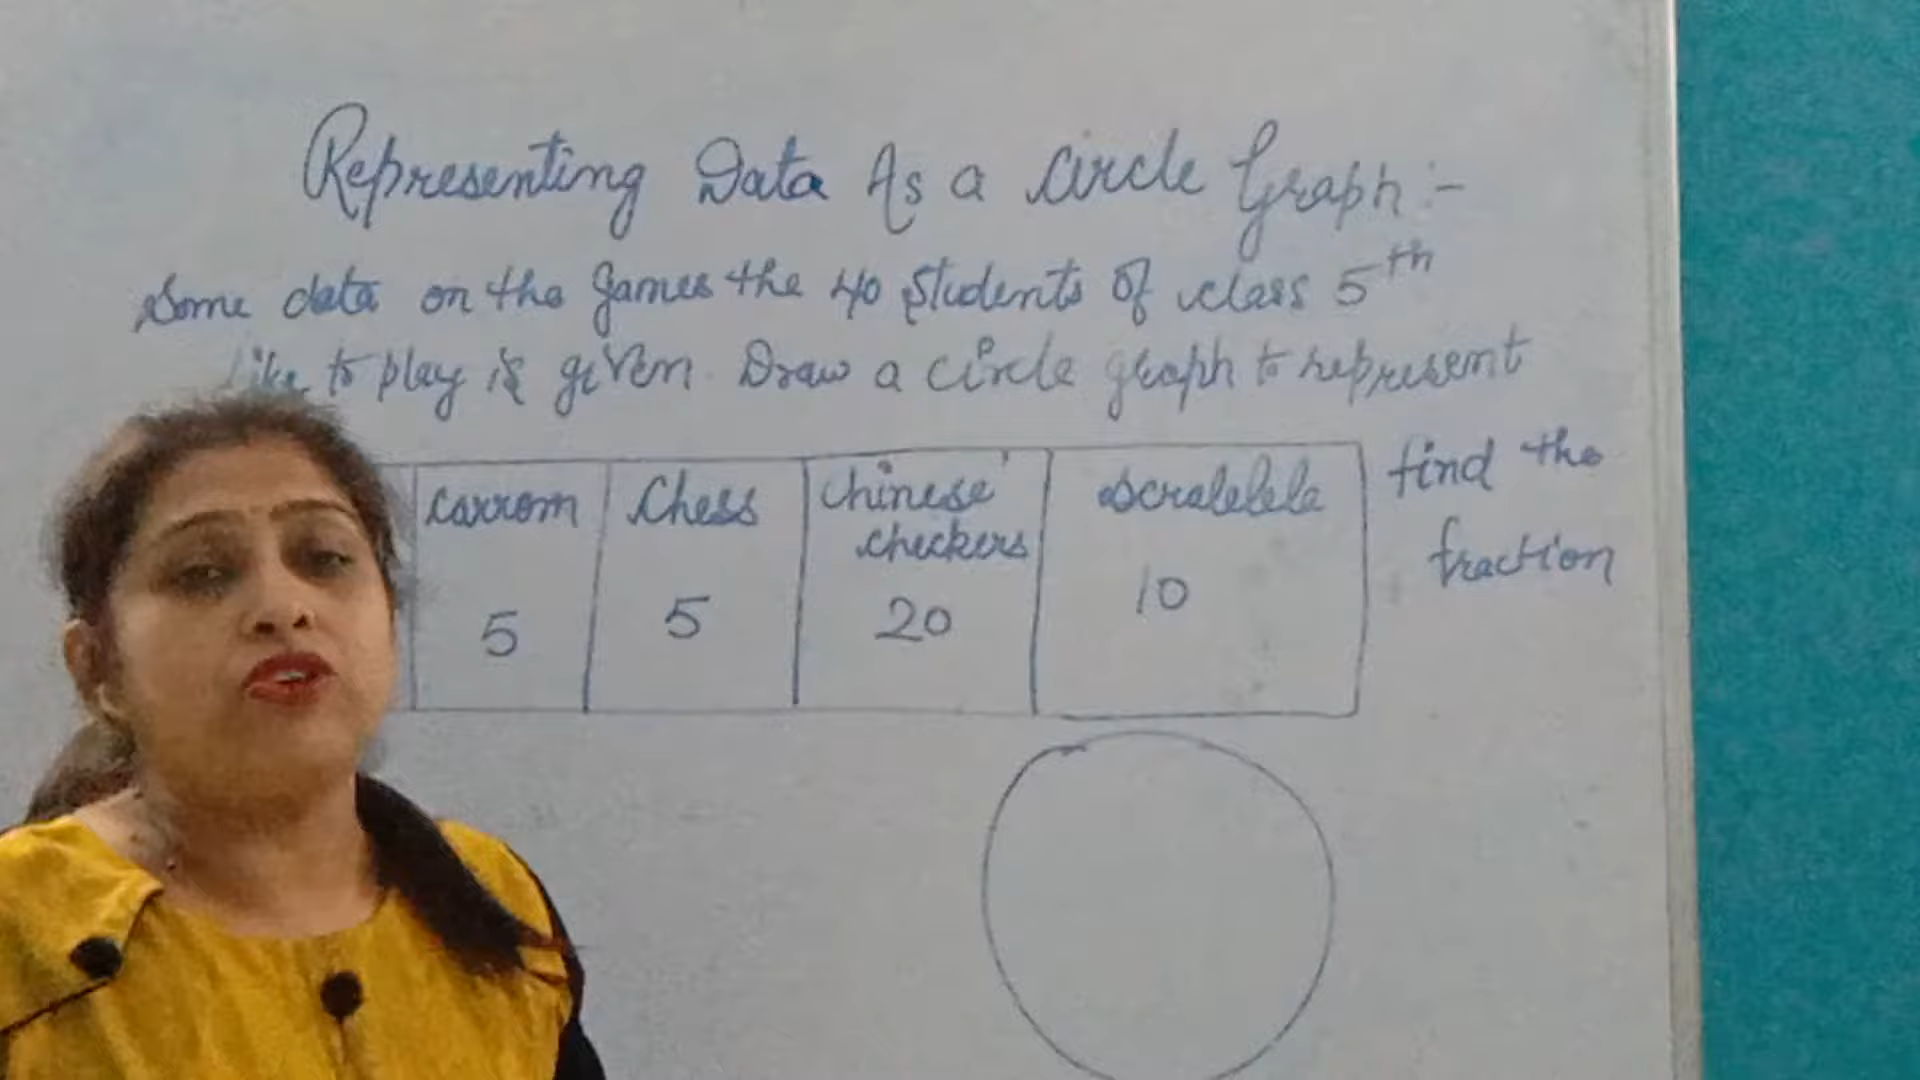 Representing Data As a circle Graph :-
Some data on the games the 40 students of class 5th
like to play is given. Draw a circle graph to represent
find the
carrom Chess Chinese scralelele
checkers
fraction
5 5 20 10